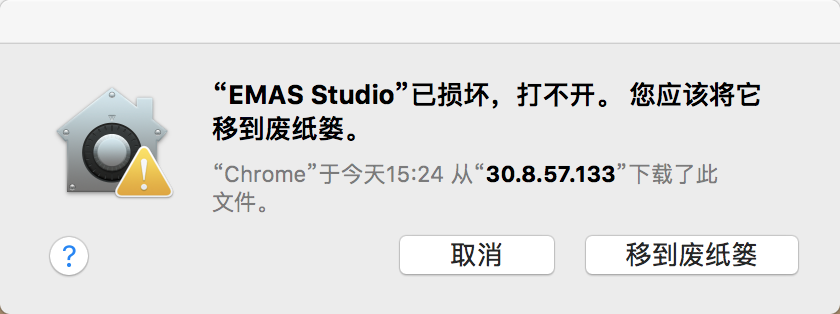 “EMAS Studio”已损坏，打不开。 您应该将它
移到废纸篓。
“Chrome”于今天15:24 从“30.8.57.133”下载了此
文件。
?
取消
移到废纸篓